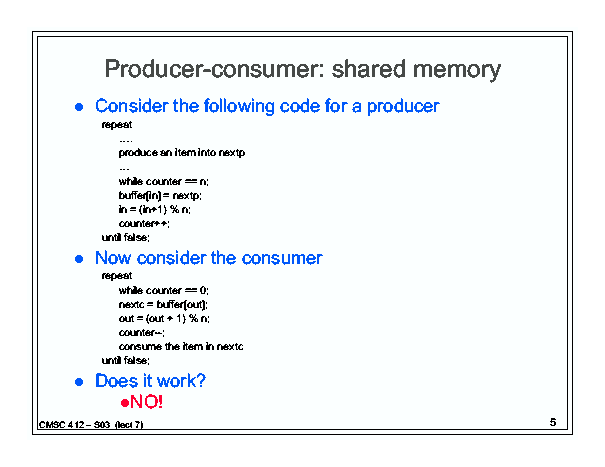 Producer-consumer: shared memory
● Consider the following code for a producer
repeat
….
produce an item into nextp
…
while counter == n;
buffer[in] = nextp;
in = (in+1) % n;
counter++;
until false;
● Now consider the consumer
repeat
while counter == 0;
nextc = buffer[out];
out = (out + 1) % n;
counter--;
consume the item in nextc
until false;
● Does it work?
●NO!
CMSC 412 – S03 (lect 7)
5